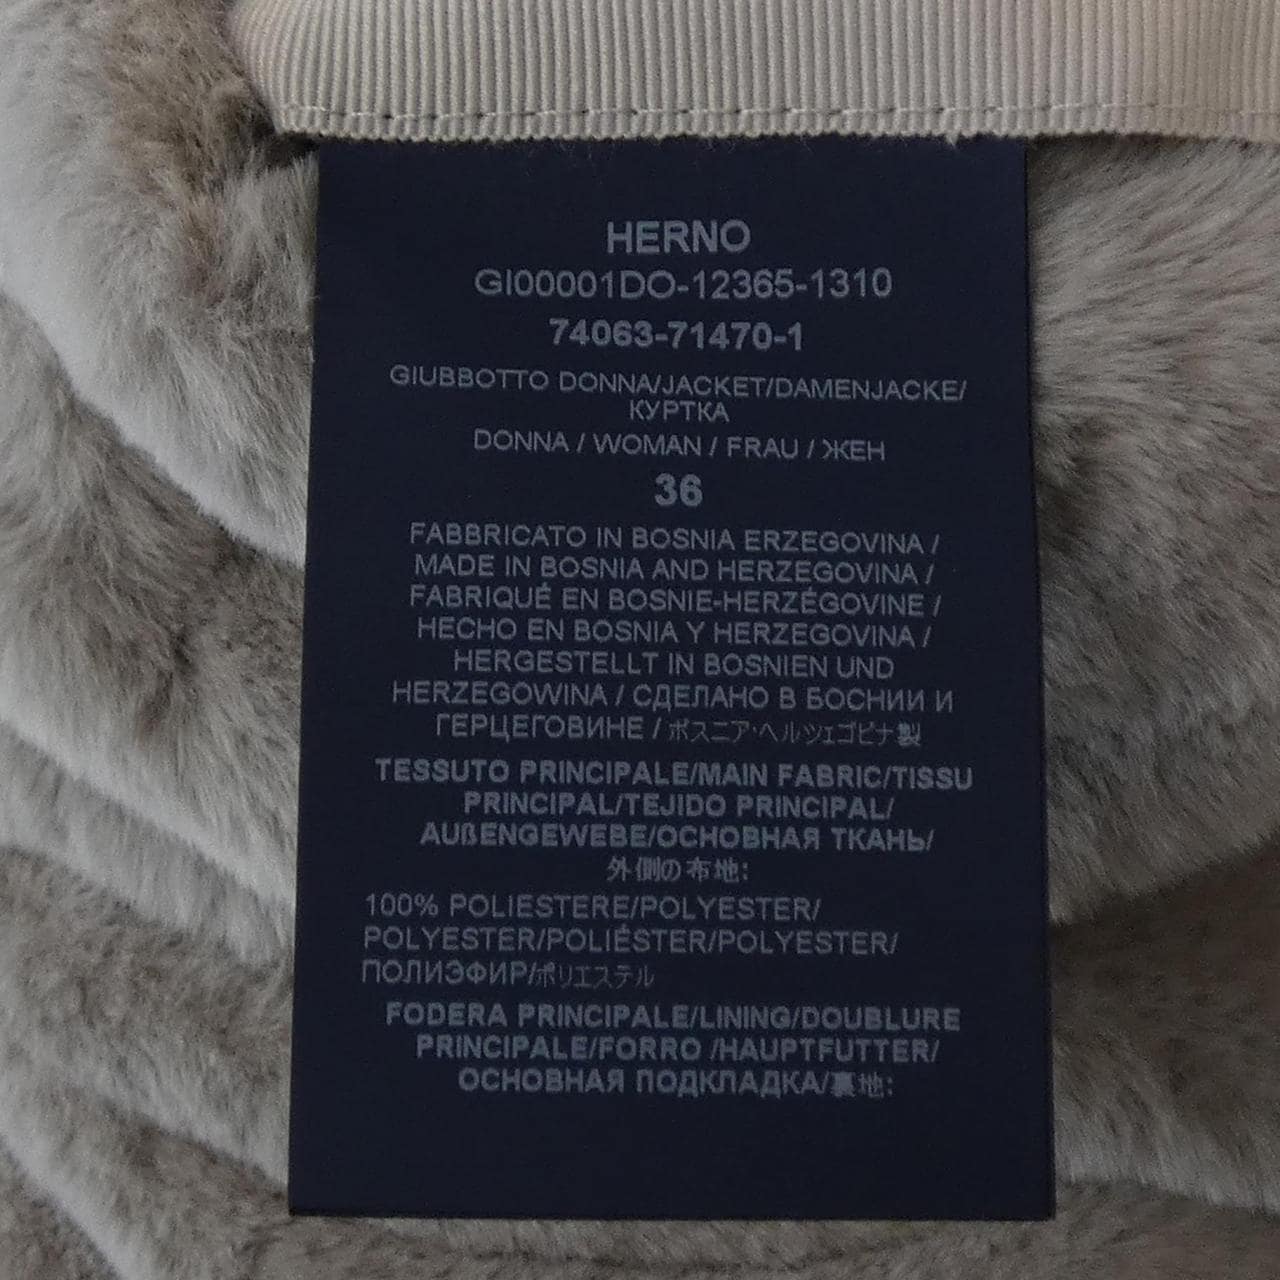 HERNO
GI00001DO-12365-1310
74063-71470-1
GIUBBOTTO DONNA/JACKET/DAMENJACKE/
КУРТКА
DONNA / WOMAN / FRAU / ЖЕН
36
FABBRICATO IN BOSNIA ERZEGOVINA /
MADE IN BOSNIA AND HERZEGOVINA /
FABRIQUÉ EN BOSNIE-HERZÉGOVINE /
HECHO EN BOSNIA Y HERZEGOVINA /
HERGESTELLT IN BOSNIEN UND
HERZEGOWINA / СДЕЛАНО В БОСНИИ И
ГЕРЦЕГОВИНЕ / ボスニア・ヘルツェゴビナ製
TESSUTO PRINCIPALE/MAIN FABRIC/TISSU
PRINCIPAL/TEJIDO PRINCIPAL/
AUßENGEWEBE/ОСНОВНАЯ ТКАНЬ/
外側の布地:
100% POLIESTERE/POLYESTER/
POLYESTER/POLIÉSTER/POLYESTER/
ПОЛИЭФИР/ポリエステル
FODERA PRINCIPALE/LINING/DOUBLURE
PRINCIPALE/FORRO /HAUPTFUTTER/
ОСНОВНАЯ ПОДКЛАДКА/裏地: